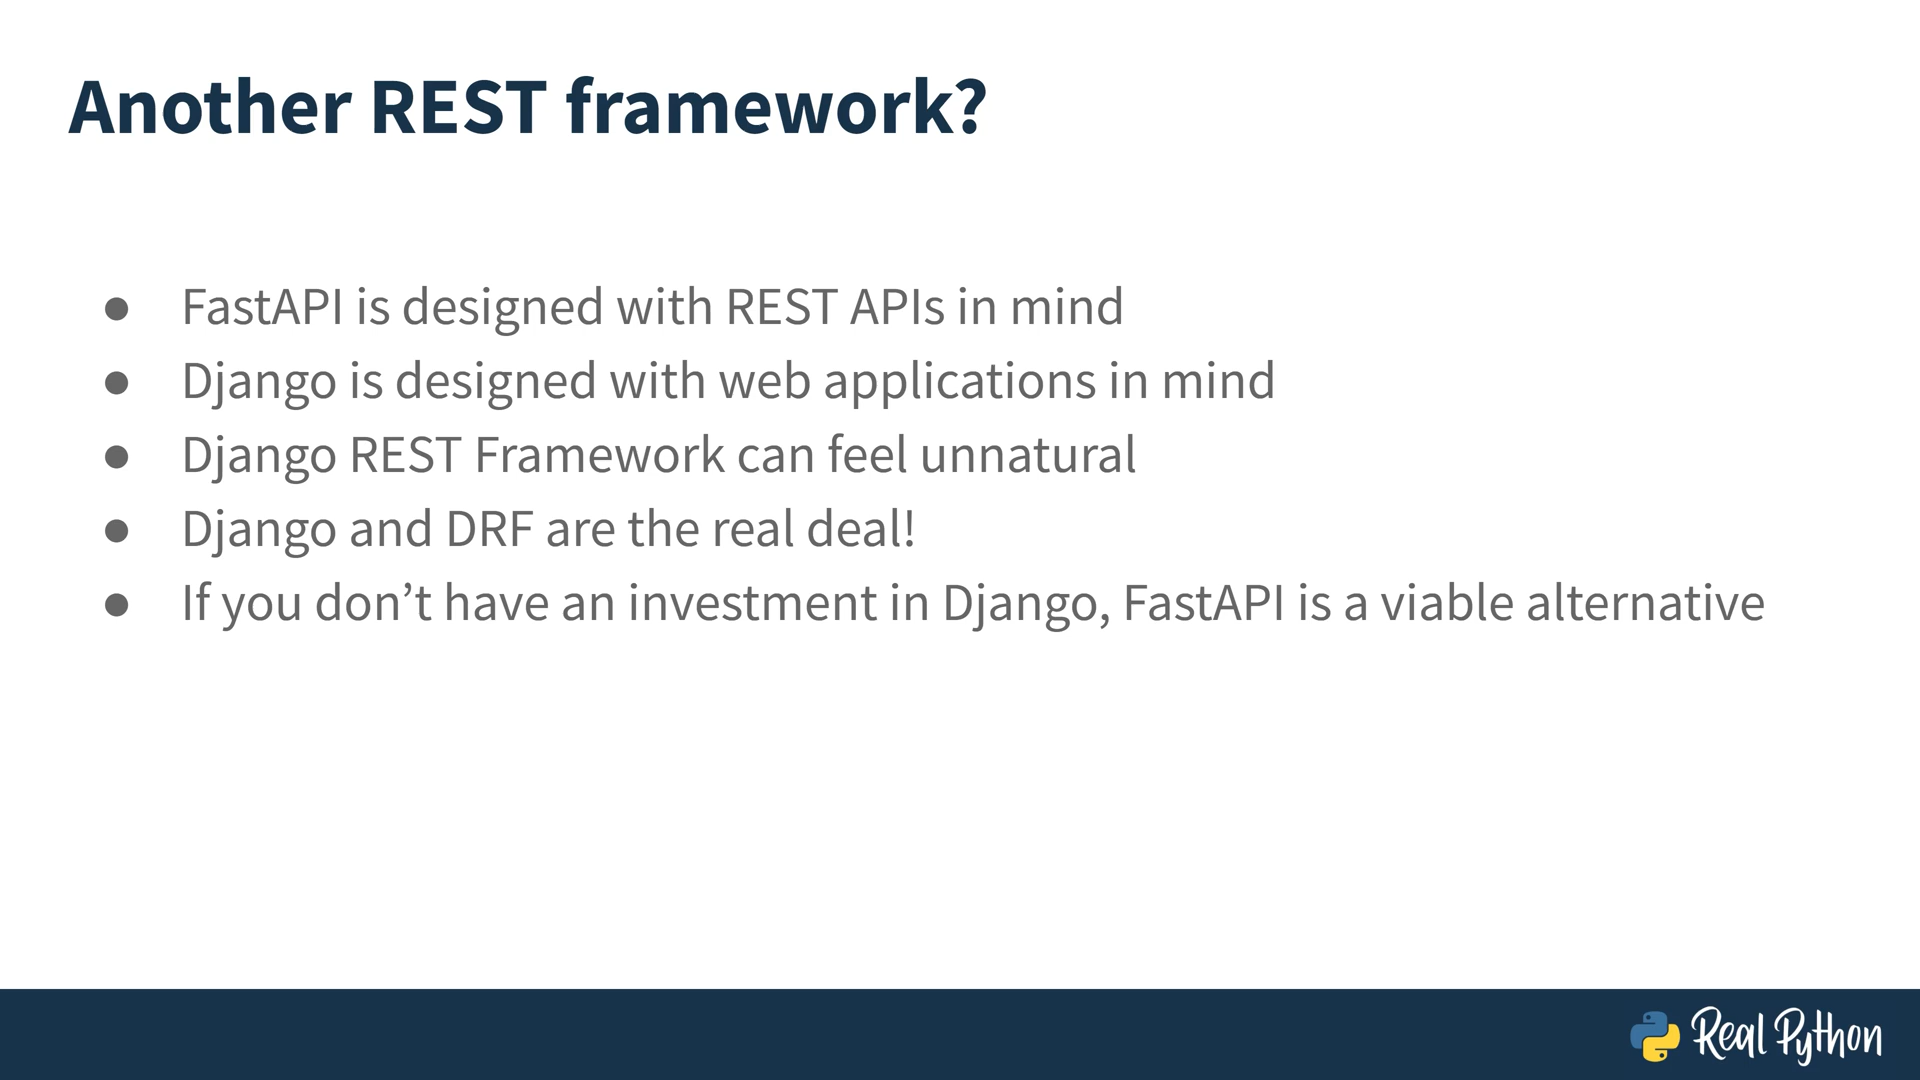 Another REST framework?
● FastAPI is designed with REST APIs in mind
● Django is designed with web applications in mind
● Django REST Framework can feel unnatural
● Django and DRF are the real deal!
● If you don’t have an investment in Django, FastAPI is a viable alternative
Real Python